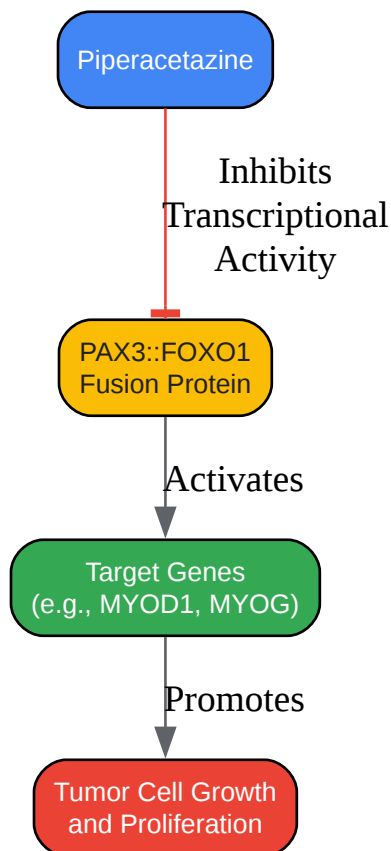 Piperacetazine
Inhibits
Transcriptional
Activity
PAX3::FOXO1
Fusion Protein
Activates
Target Genes
(e.g., MYOD1, MYOG)
Promotes
Tumor Cell Growth
and Proliferation